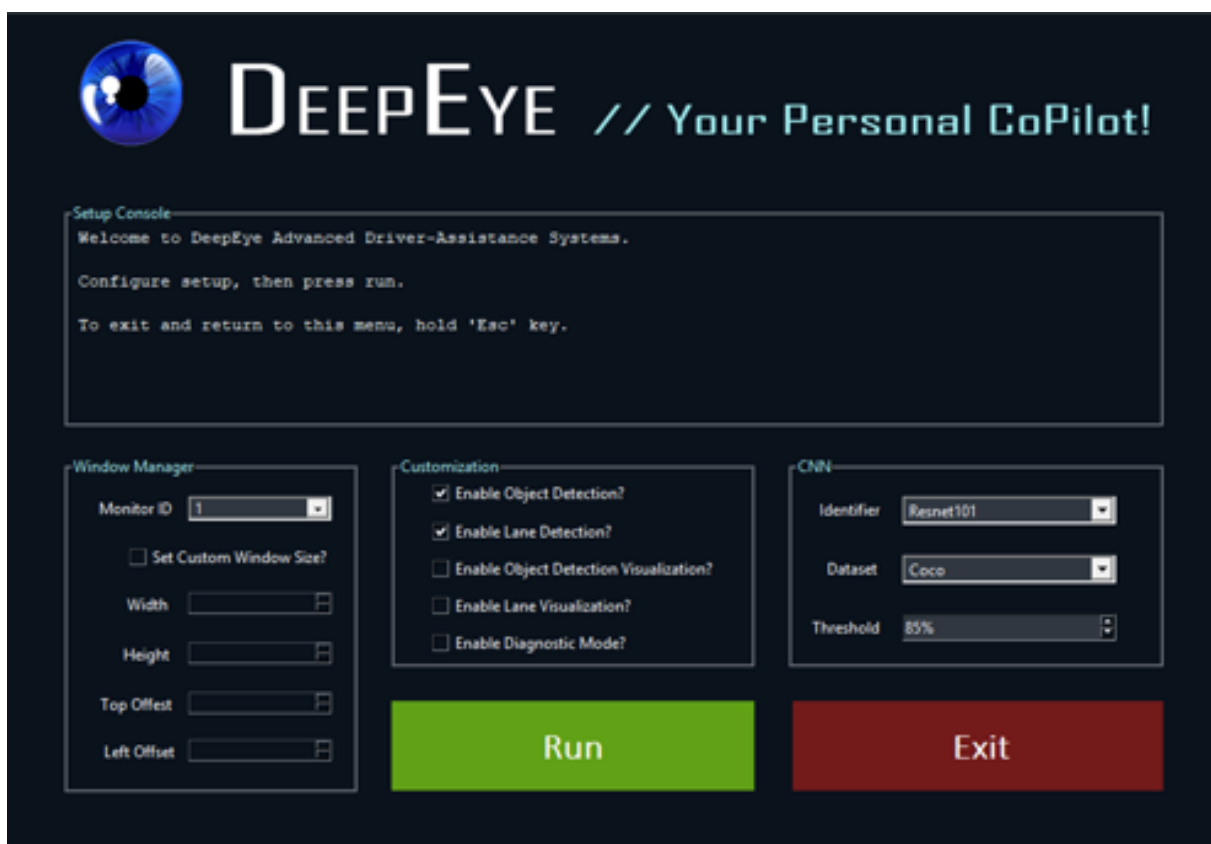 DEEPEYE // Your Personal CoPilot!
Setup Console
Welcome to DeepEye Advanced Driver-Assistance Systems.
Configure setup, then press run.
To exit and return to this menu, hold 'Esc' key.
Window Manager
Monitor ID 1
Set Custom Window Size?
Width
Height
Top Offest
Left Offset
Customization
Enable Object Detection?
Enable Lane Detection?
Enable Object Detection Visualization?
Enable Lane Visualization?
Enable Diagnostic Mode?
CNN
Identifier Resnet101
Dataset Coco
Threshold 85%
Run
Exit